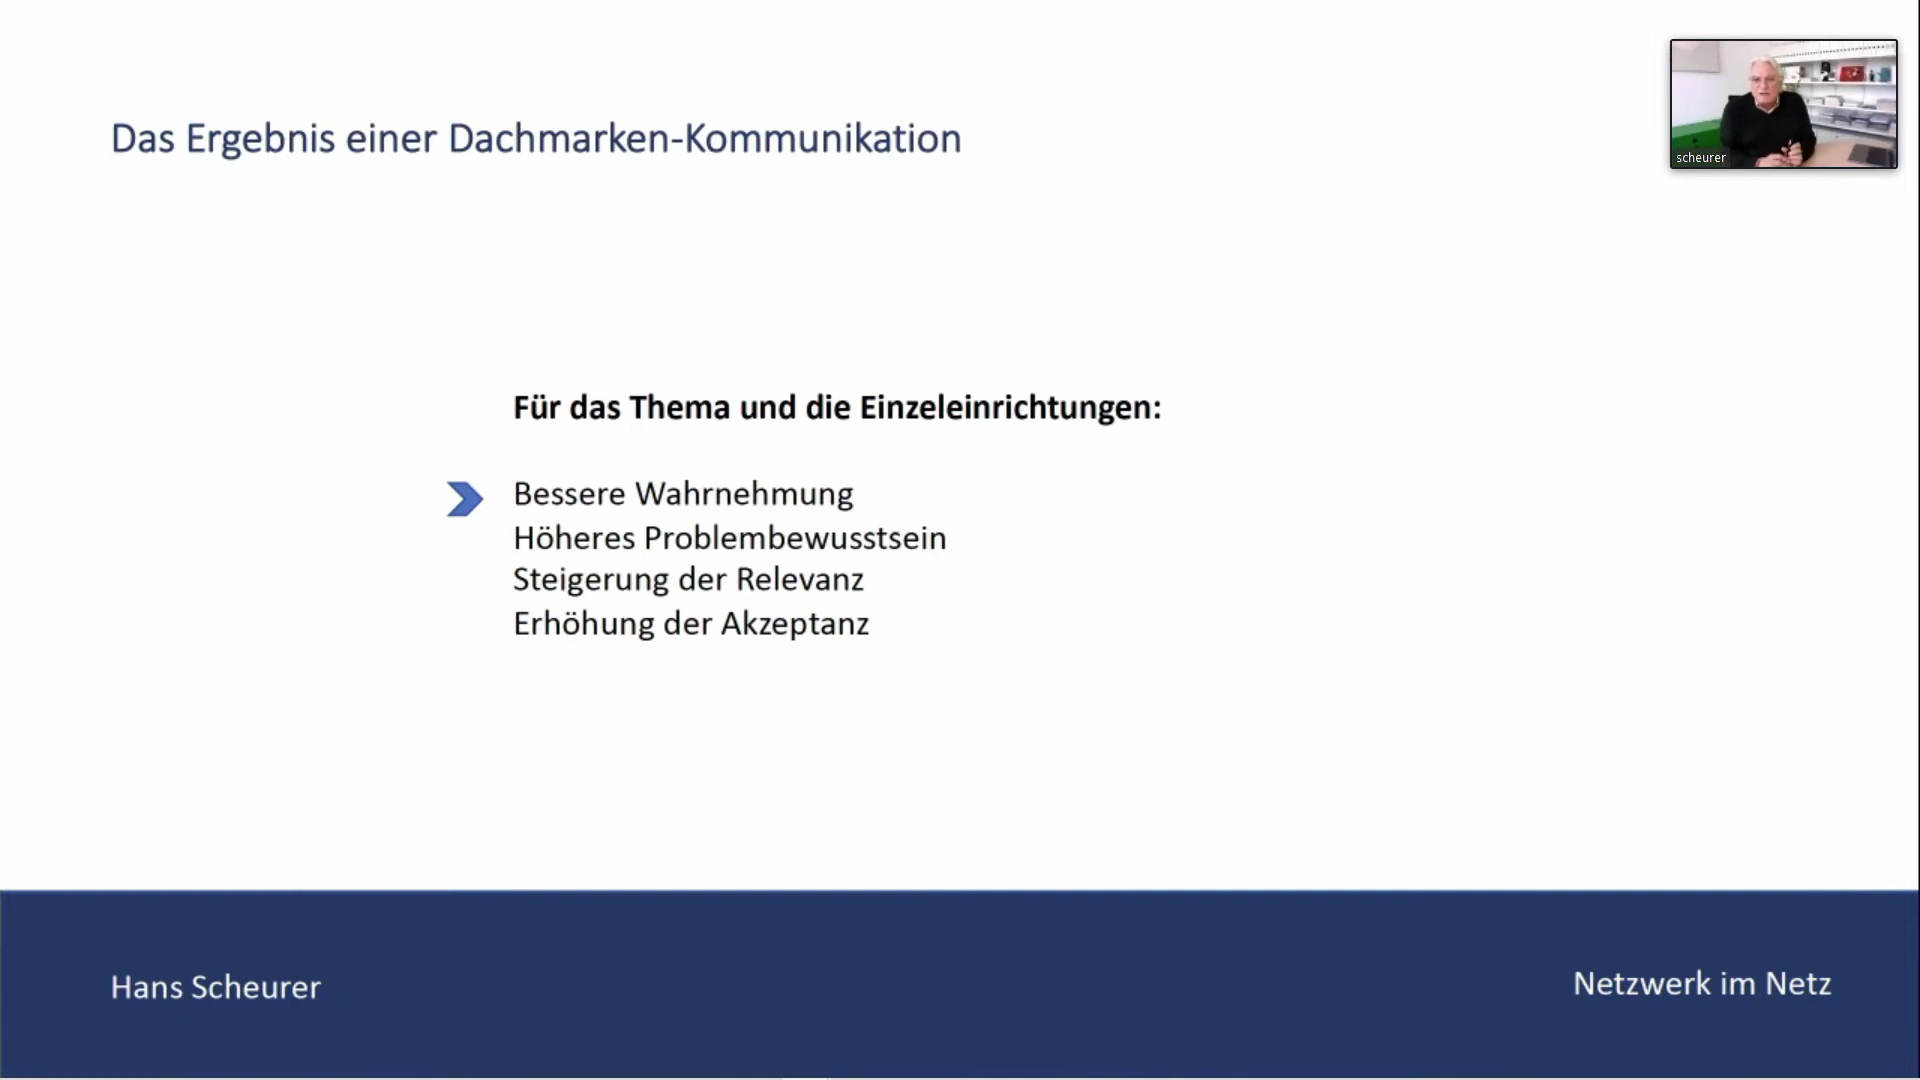 Das Ergebnis einer Dachmarken-Kommunikation
scheurer
Für das Thema und die Einzeleinrichtungen:
Bessere Wahrnehmung
Höheres Problembewusstsein
Steigerung der Relevanz
Erhöhung der Akzeptanz
Hans Scheurer
Netzwerk im Netz